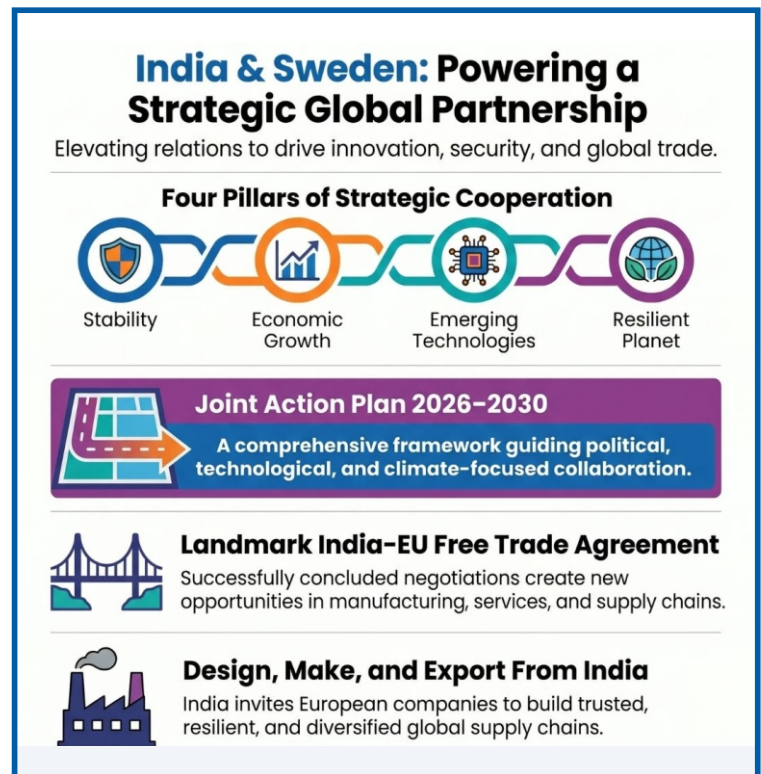 India & Sweden: Powering a
Strategic Global Partnership
Elevating relations to drive innovation, security, and global trade.
Four Pillars of Strategic Cooperation
Stability
Economic
Growth
Emerging
Technologies
Resilient
Planet
Joint Action Plan 2026–2030
A comprehensive framework guiding political,
technological, and climate-focused collaboration.
Landmark India-EU Free Trade Agreement
Successfully concluded negotiations create new
opportunities in manufacturing, services, and supply chains.
Design, Make, and Export From India
India invites European companies to build trusted,
resilient, and diversified global supply chains.